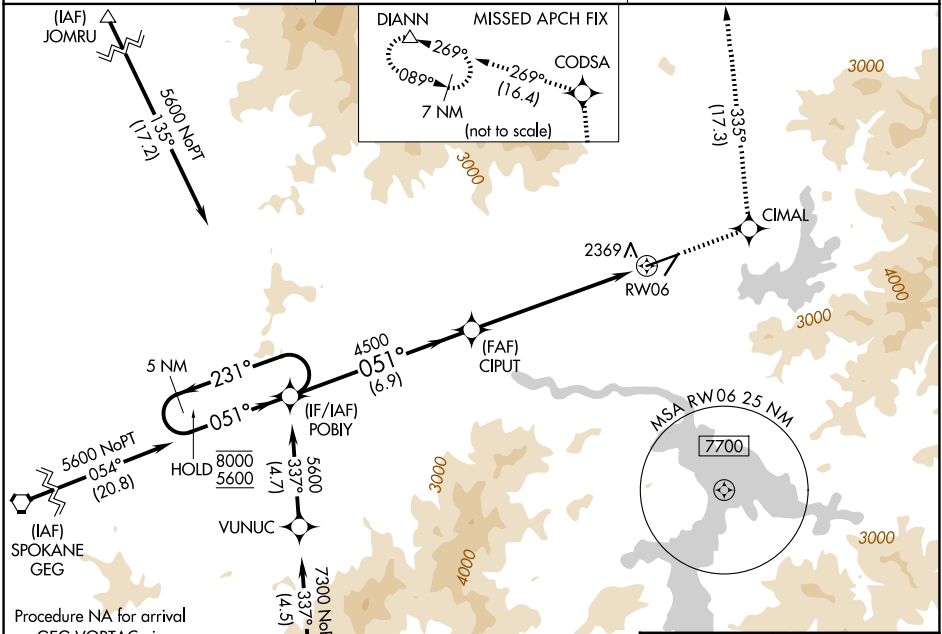 (IAF)
JOMRU
5600 NoPT
135°
(17.2)
DIANN
MISSED APCH FIX
269°
089°
7 NM
269°
(16.4)
CODSA
(not to scale)
3000
335°
(17.3)
3000
CIMAL
2369
RW06
4000
3000
(FAF)
CIPUT
4500
051°
(6.9)
5 NM
231°
051°
(IF/IAF)
POBIY
HOLD
8000
5600
5600 NoPT
054°
(20.8)
(IAF)
SPOKANE
GEG
5600
337°
(4.7)
VUNUC
7300 NoPT
337°
(4.5)
3000
4000
MSA RW06 25 NM
7700
3000
Procedure NA for arrival
GEG VORTAC